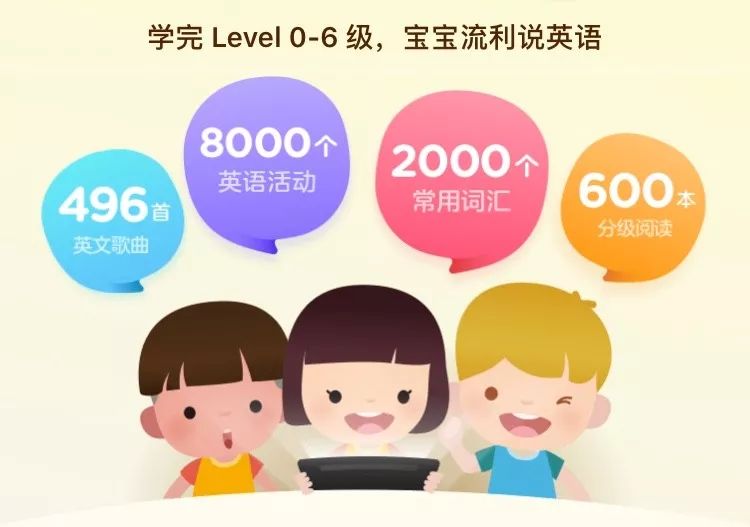 学完 Level 0-6 级，宝宝流利说英语
496首
英文歌曲
8000个
英语活动
2000个
常用词汇
600本
分级阅读